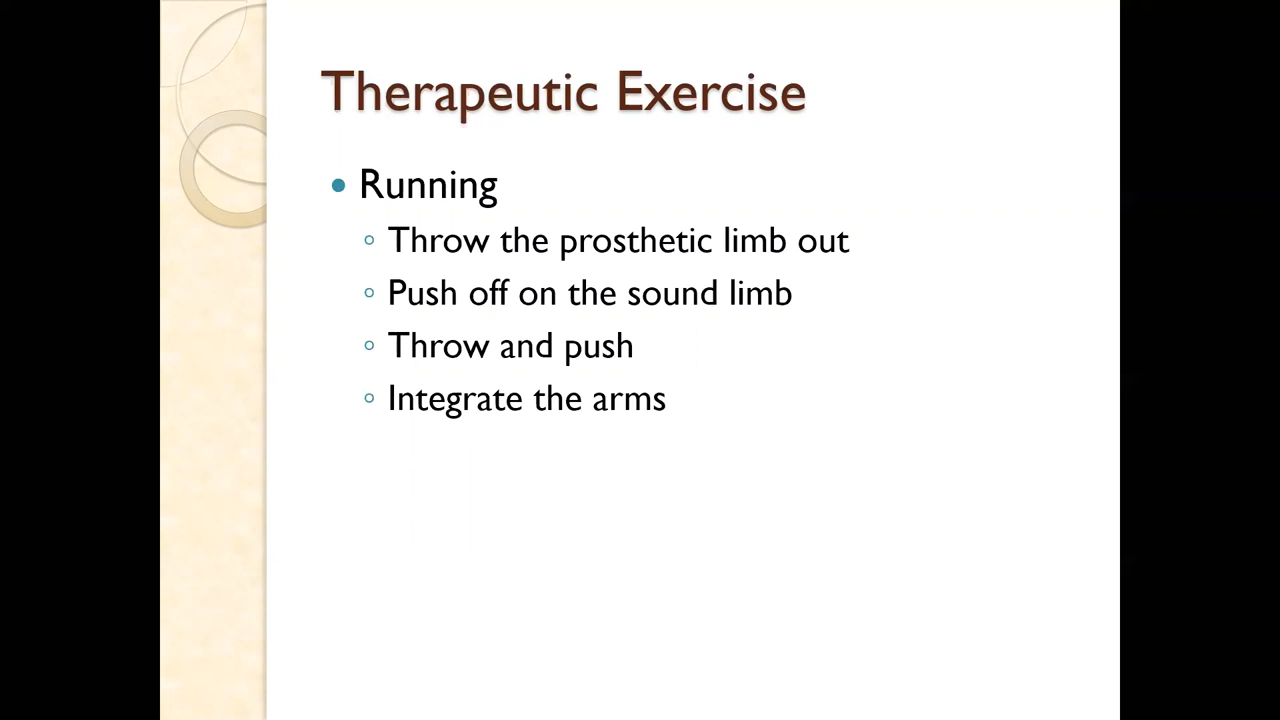 Therapeutic Exercise
Running
Throw the prosthetic limb out
Push off on the sound limb
Throw and push
Integrate the arms